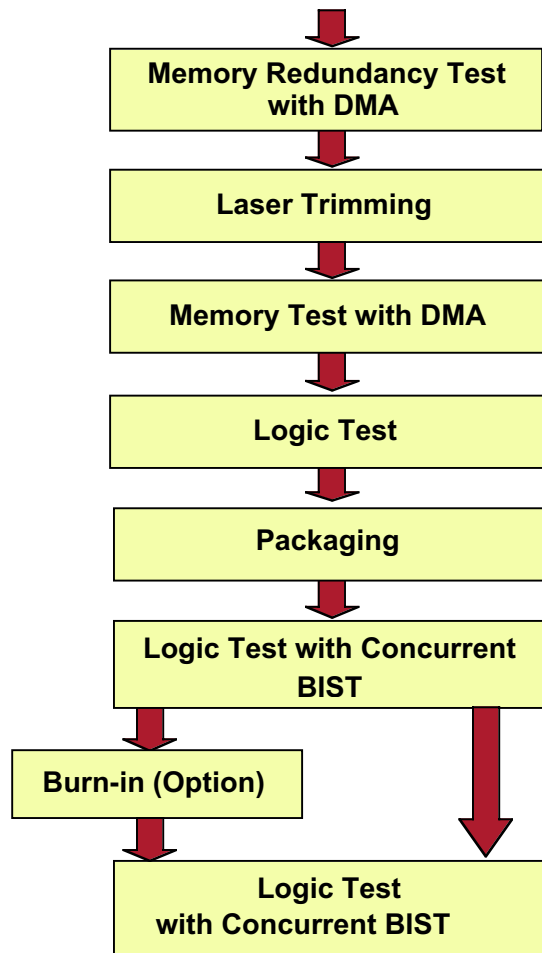 Memory Redundancy Test
with DMA
Laser Trimming
Memory Test with DMA
Logic Test
Packaging
Logic Test with Concurrent
BIST
Burn-in (Option)
Logic Test
with Concurrent BIST